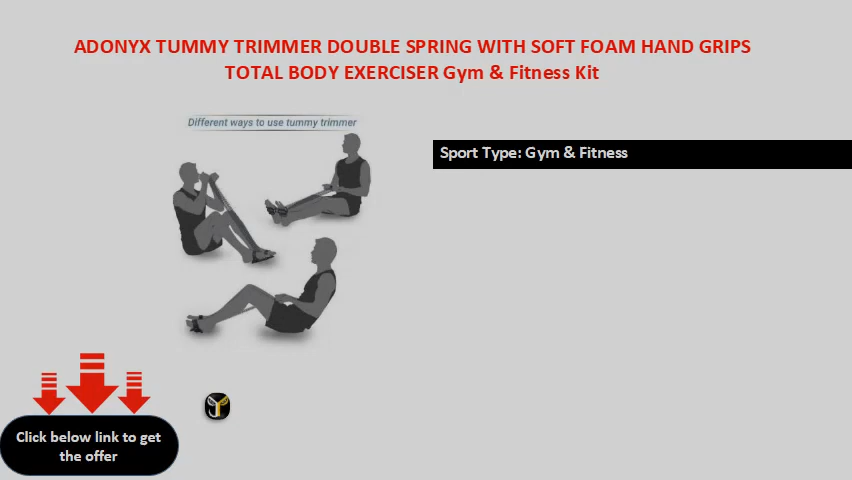 ADONYX TUMMY TRIMMER DOUBLE SPRING WITH SOFT FOAM HAND GRIPS
TOTAL BODY EXERCISER Gym & Fitness Kit
Different ways to use tummy trimmer
Sport Type: Gym & Fitness
Click below link to get
the offer